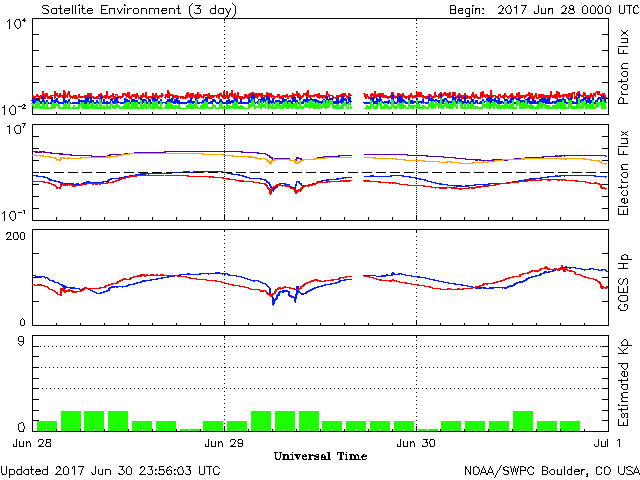 Satellite Environment (3 day)
Begin: 2017 Jun 28 0000 UTC
10^4
10^-2
Proton Flux
10^7
10^-1
Electron Flux
200
0
GOES Hp
9
0
Estimated Kp
Jun 28
Jun 29
Jun 30
Jul 1
Universal Time
Updated 2017 Jun 30 23:56:03 UTC
NOAA/SWPC Boulder, CO USA